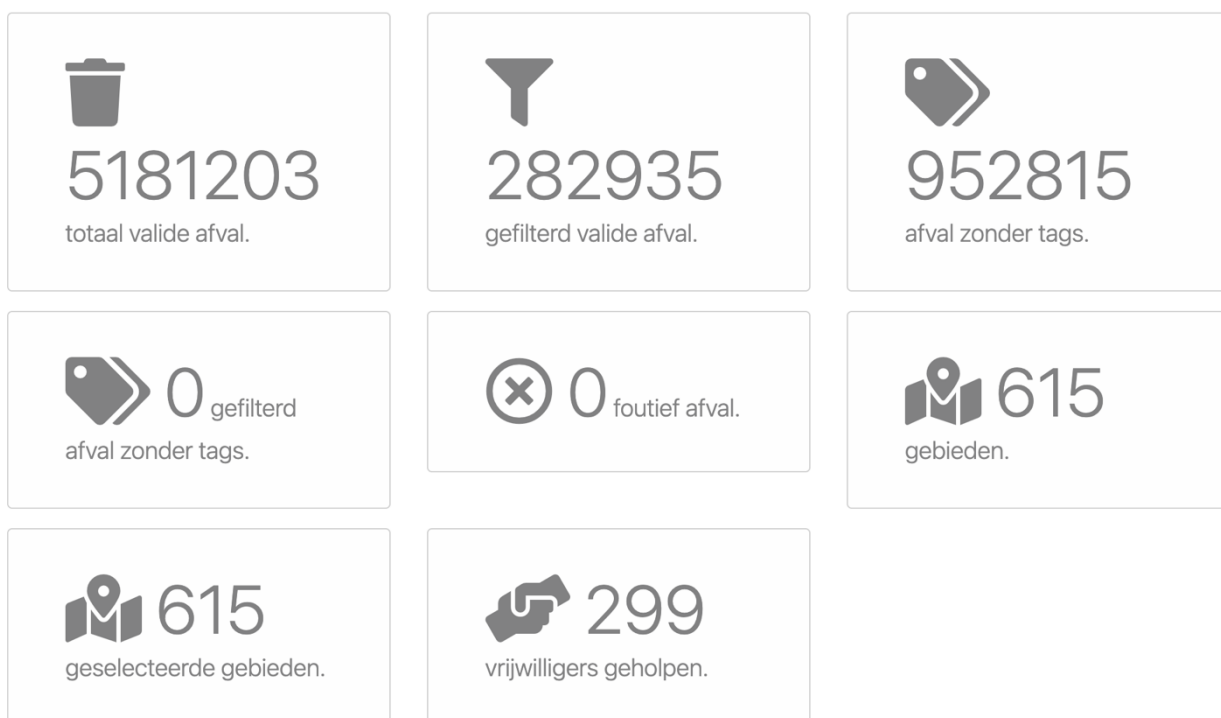 5181203
totaal valide afval.
282935
gefilterd valide afval.
952815
afval zonder tags.
0 gefilterd
afval zonder tags.
0 foutief afval.
615
gebieden.
615
geselecteerde gebieden.
299
vrijwilligers geholpen.